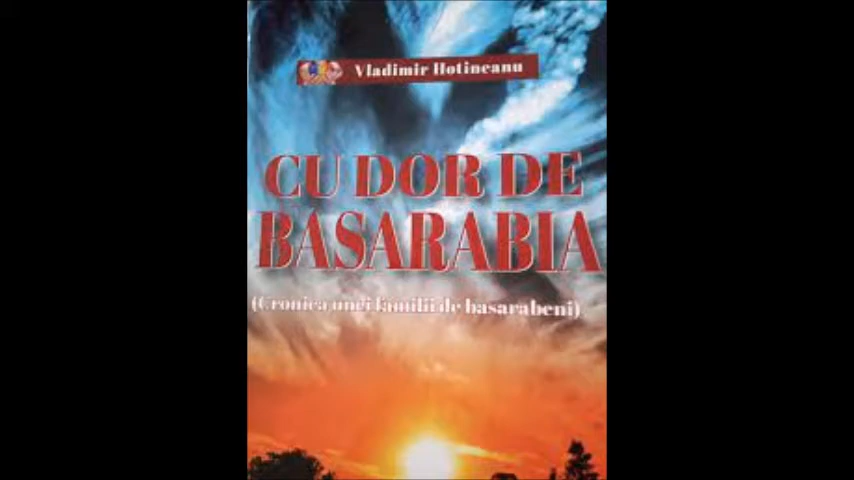 Vladimir Hotineanu
CU DOR DE
BASARABIA
(Cronica unei familii de basarabeni)